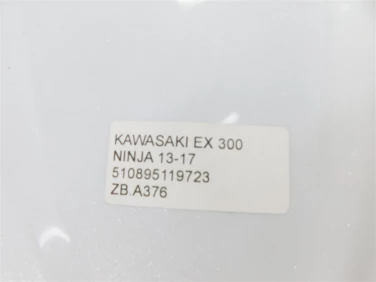 KAWASAKI EX 300
NINJA 13-17
510895119723
ZB.A376